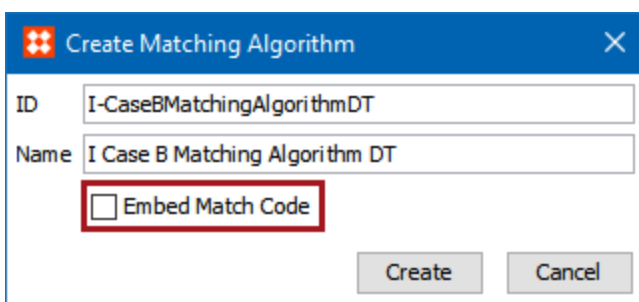 Create Matching Algorithm
ID I-CaseBMatchingAlgorithmDT
Name I Case B Matching Algorithm DT
Embed Match Code
Create Cancel